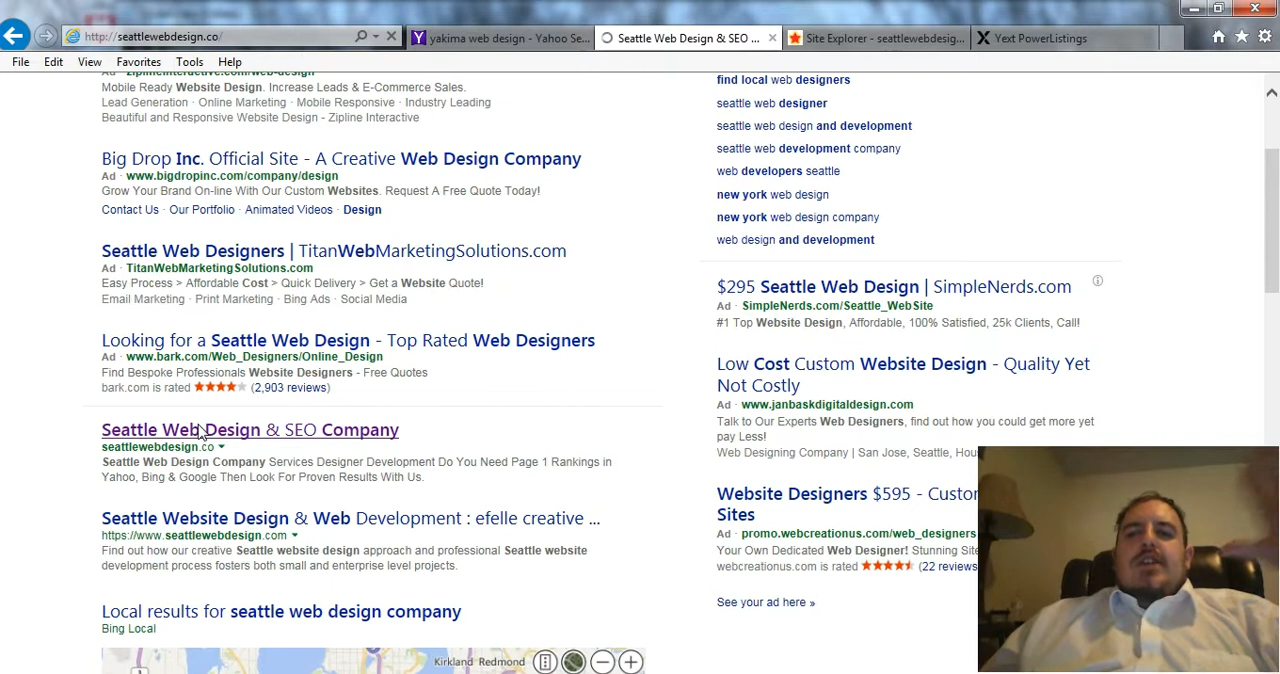 http://seattlewebdesign.co/
yakima web design - Yahoo Se...
Seattle Web Design & SEO ...
Site Explorer - seattlewebdesig...
Yext PowerListings
File Edit View Favorites Tools Help
Ad · ziplineinteractive.com/web-design
Mobile Ready Website Design. Increase Leads & E-Commerce Sales.
Lead Generation · Online Marketing · Mobile Responsive · Industry Leading
Beautiful and Responsive Website Design - Zipline Interactive
Big Drop Inc. Official Site - A Creative Web Design Company
Ad · www.bigdropinc.com/company/design
Grow Your Brand On-line With Our Custom Websites. Request A Free Quote Today!
Contact Us · Our Portfolio · Animated Videos · Design
Seattle Web Designers | TitanWebMarketingSolutions.com
Ad · TitanWebMarketingSolutions.com
Easy Process > Affordable Cost > Quick Delivery > Get a Website Quote!
Email Marketing · Print Marketing · Bing Ads · Social Media
Looking for a Seattle Web Design - Top Rated Web Designers
Ad · www.bark.com/Web_Designers/Online_Design
Find Bespoke Professionals Website Designers - Free Quotes
bark.com is rated (2,903 reviews)
Seattle Web Design & SEO Company
seattlewebdesign.co
Seattle Web Design Company Services Designer Development Do You Need Page 1 Rankings in
Yahoo, Bing & Google Then Look For Proven Results With Us.
Seattle Website Design & Web Development : efelle creative ...
https://www.seattlewebdesign.com
Find out how our creative Seattle website design approach and professional Seattle website
development process fosters both small and enterprise level projects.
Local results for seattle web design company
Bing Local
Kirkland Redmond
find local web designers
seattle web designer
seattle web design and development
seattle web development company
web developers seattle
new york web design
new york web design company
web design and development
$295 Seattle Web Design | SimpleNerds.com
Ad · SimpleNerds.com/Seattle_WebSite
#1 Top Website Design, Affordable, 100% Satisfied, 25k Clients, Call!
Low Cost Custom Website Design - Quality Yet
Not Costly
Ad · www.janbaskdigitaldesign.com
Talk to Our Experts Web Designers, find out how you could get more yet
pay Less!
Web Designing Company | San Jose, Seattle, Hous
Website Designers $595 - Custom
Sites
Ad · promo.webcreationus.com/web_designers
Your Own Dedicated Web Designer! Stunning Site
webcreationus.com is rated (22 reviews
See your ad here »